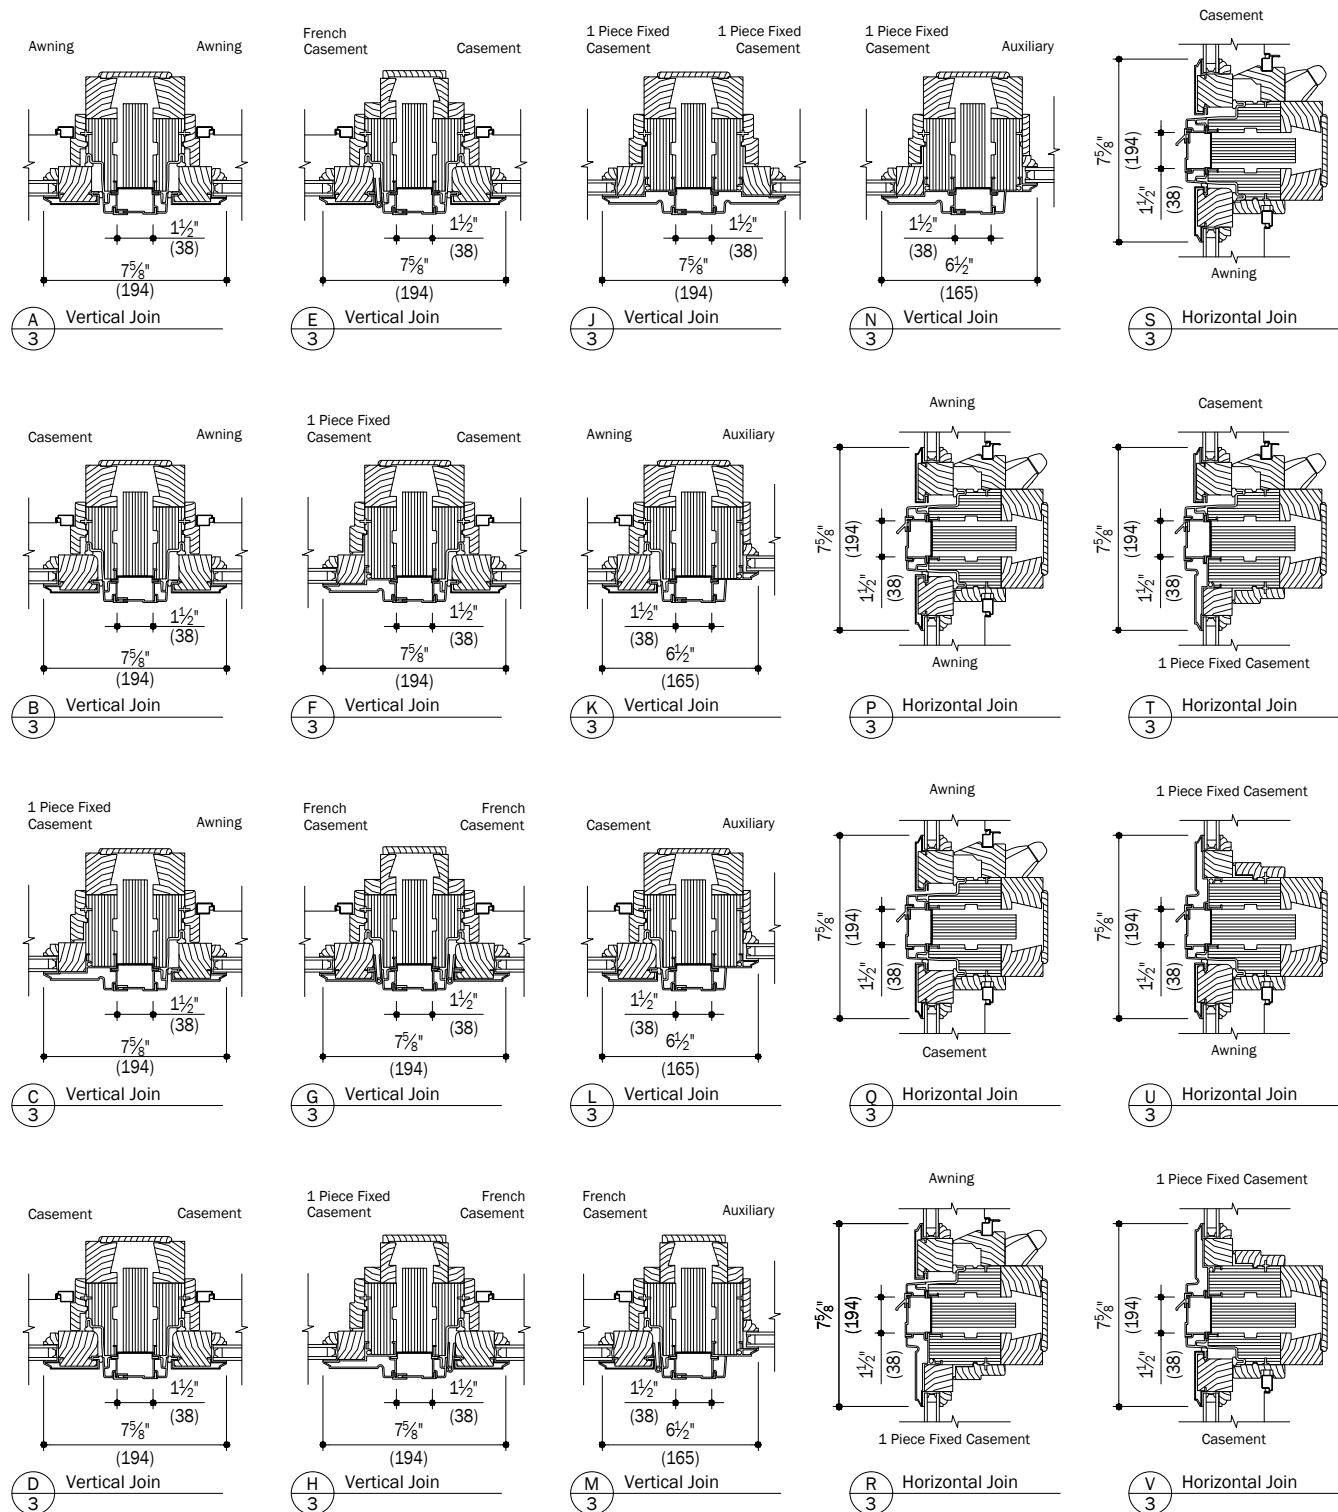 Awning Awning
1½"
(38)
7⅝"
(194)
A
3
Vertical Join
French
Casement
Casement
1½"
(38)
7⅝"
(194)
E
3
Vertical Join
1 Piece Fixed
Casement
1 Piece Fixed
Casement
1½"
(38)
7⅝"
(194)
J
3
Vertical Join
1 Piece Fixed
Casement
Auxiliary
1½"
(38)
6½"
(165)
N
3
Vertical Join
Casement
7⅝"
(194)
1½"
(38)
Awning
S
3
Horizontal Join
Casement Awning
1½"
(38)
7⅝"
(194)
B
3
Vertical Join
1 Piece Fixed
Casement
Casement
1½"
(38)
7⅝"
(194)
F
3
Vertical Join
Awning Auxiliary
1½"
(38)
6½"
(165)
K
3
Vertical Join
Awning
7⅝"
(194)
1½"
(38)
Awning
P
3
Horizontal Join
Casement
7⅝"
(194)
1½"
(38)
1 Piece Fixed Casement
T
3
Horizontal Join
1 Piece Fixed
Casement
Awning
1½"
(38)
7⅝"
(194)
C
3
Vertical Join
French
Casement
French
Casement
1½"
(38)
7⅝"
(194)
G
3
Vertical Join
Casement Auxiliary
1½"
(38)
6½"
(165)
L
3
Vertical Join
Awning
7⅝"
(194)
1½"
(38)
Casement
Q
3
Horizontal Join
1 Piece Fixed Casement
7⅝"
(194)
1½"
(38)
Awning
U
3
Horizontal Join
Casement Casement
1½"
(38)
7⅝"
(194)
D
3
Vertical Join
1 Piece Fixed
Casement
French
Casement
1½"
(38)
7⅝"
(194)
H
3
Vertical Join
French
Casement
Auxiliary
1½"
(38)
6½"
(165)
M
3
Vertical Join
Awning
7⅝"
(194)
1½"
(38)
1 Piece Fixed Casement
R
3
Horizontal Join
1 Piece Fixed Casement
7⅝"
(194)
1½"
(38)
Casement
V
3
Horizontal Join